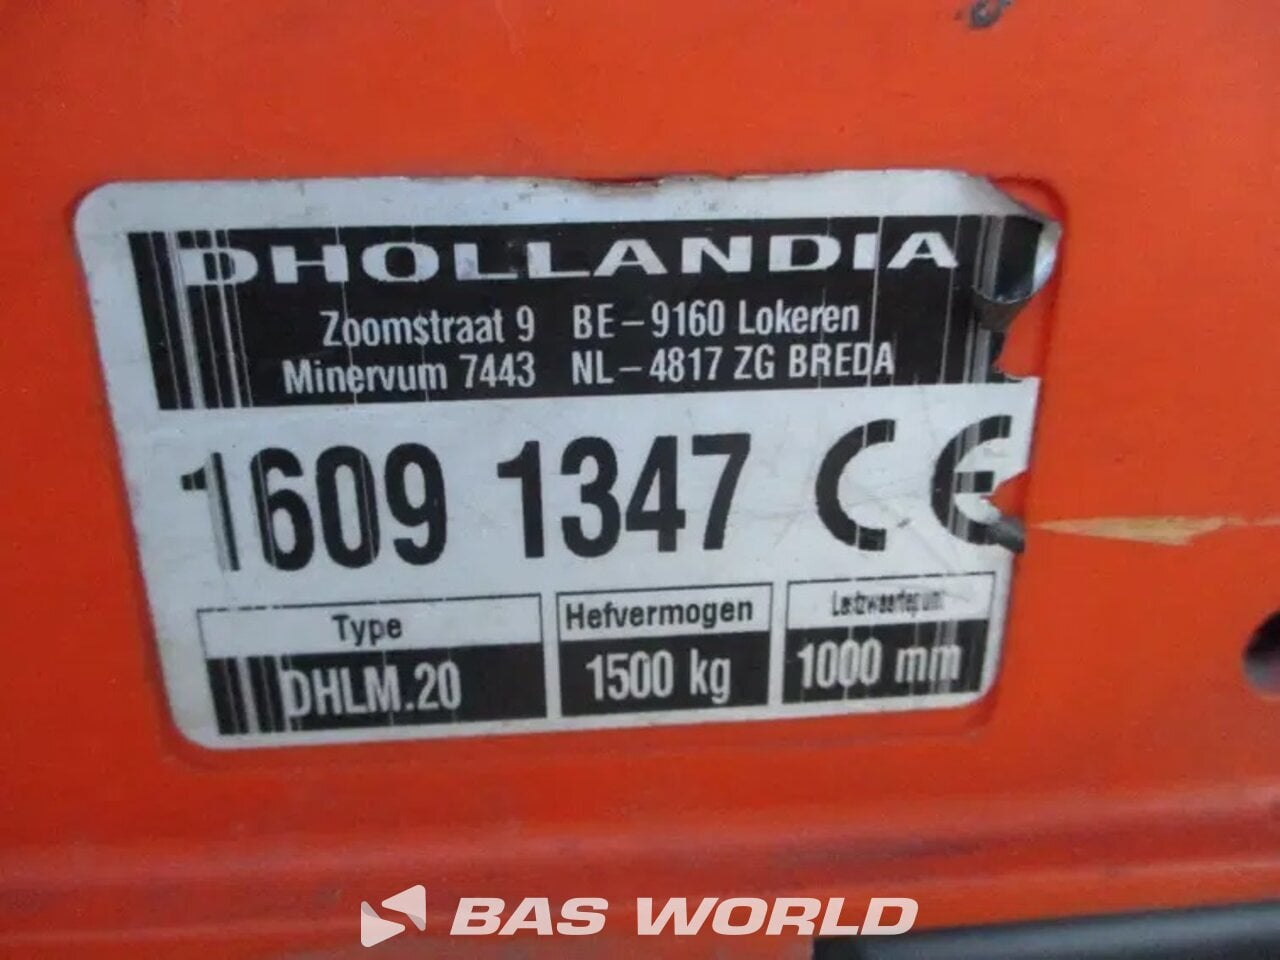 DHOLLANDIA
Zoomstraat 9 BE-9160 Lokeren
Minervum 7443 NL-4817 ZG BREDA
1609 1347 CE
Type
DHLM.20
Hefvermogen
1500 kg
1000 mm
BAS WORLD